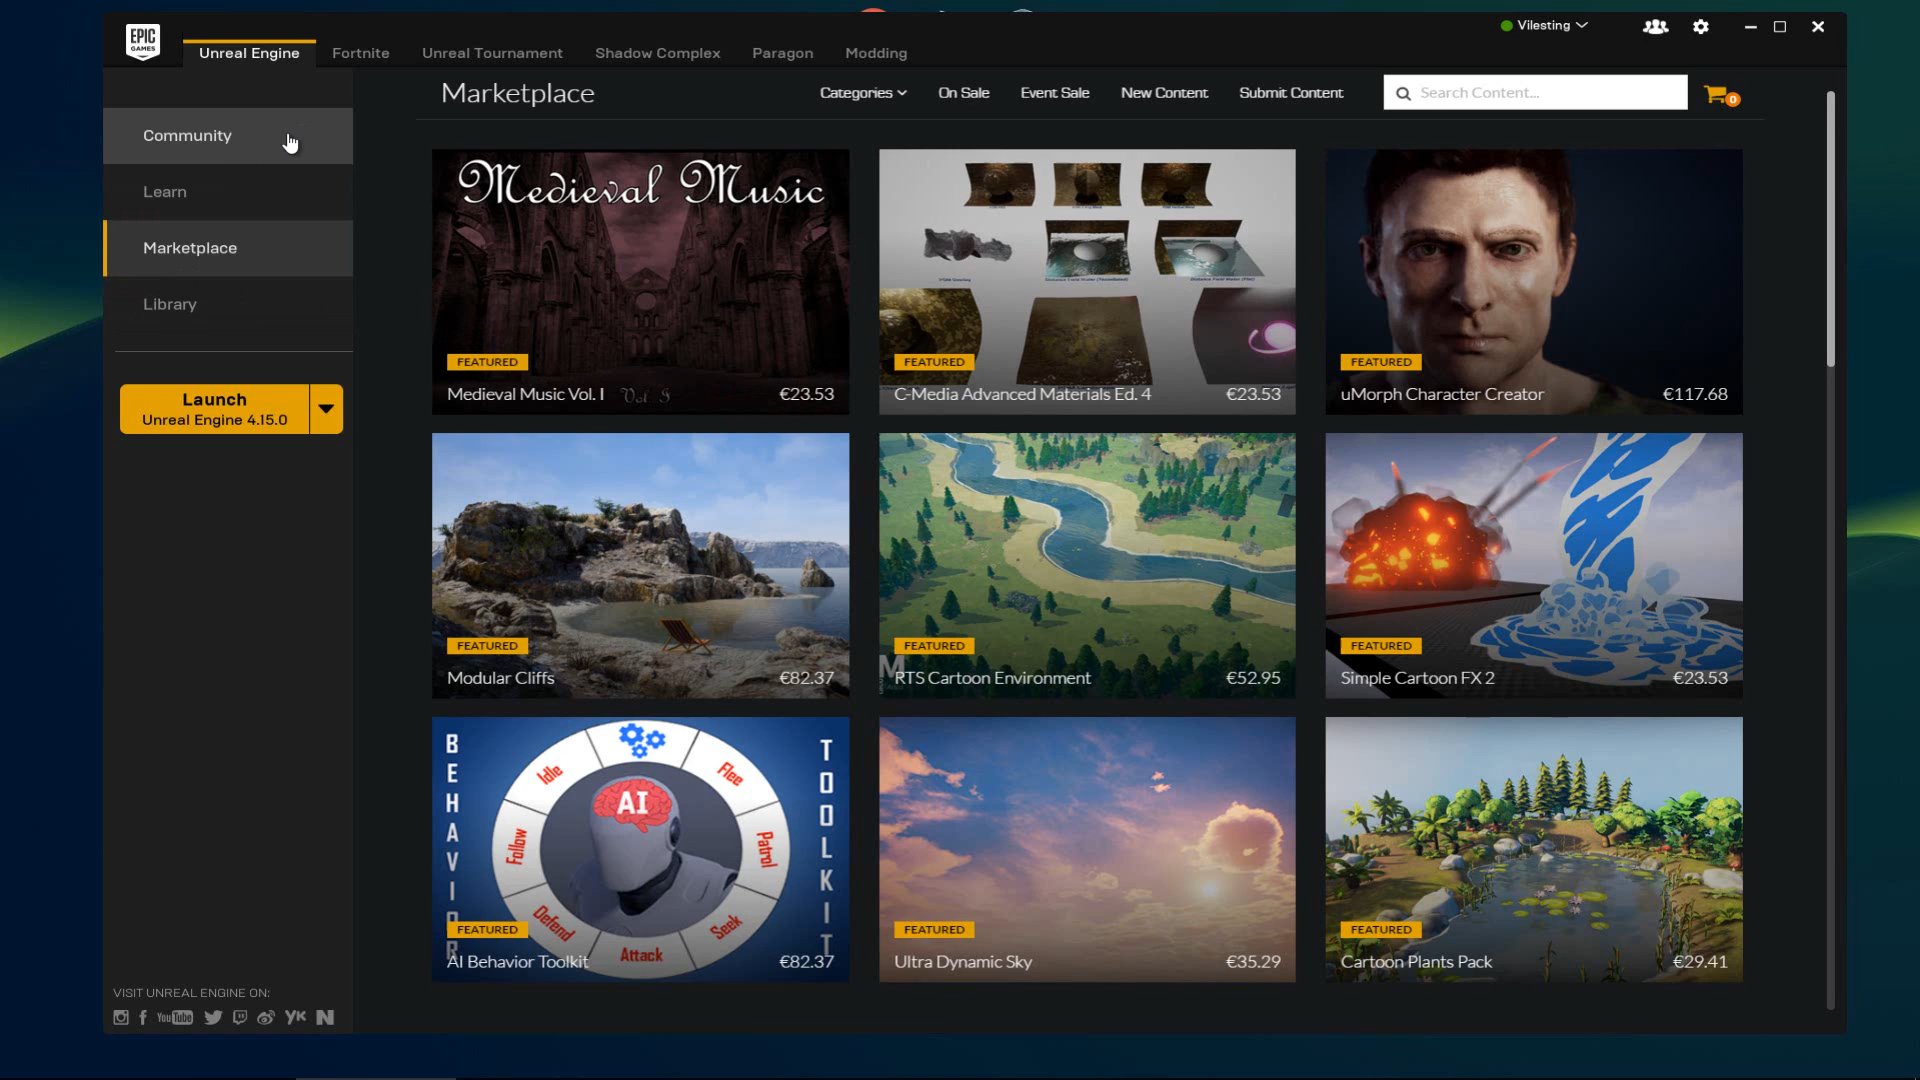 EPIC
GAMES
Unreal Engine
Fortnite
Unreal Tournament
Shadow Complex
Paragon
Modding
Vilesting
Community
Learn
Marketplace
Library
Launch
Unreal Engine 4.15.0
VISIT UNREAL ENGINE ON:
YouTube
Marketplace
Categories
On Sale
Event Sale
New Content
Submit Content
Search Content...
0
Medieval Music
FEATURED
Medieval Music Vol. I
Vol I
€23.53
FEATURED
C-Media Advanced Materials Ed. 4
€23.53
FEATURED
uMorph Character Creator
€117.68
FEATURED
Modular Cliffs
€82.37
FEATURED
RTS Cartoon Environment
€52.95
FEATURED
Simple Cartoon FX 2
€23.53
BEHAVIOR
TOOLKIT
AI
Idle
Flee
Follow
Patrol
Defend
Seek
Attack
FEATURED
AI Behavior Toolkit
€82.37
FEATURED
Ultra Dynamic Sky
€35.29
FEATURED
Cartoon Plants Pack
€29.41